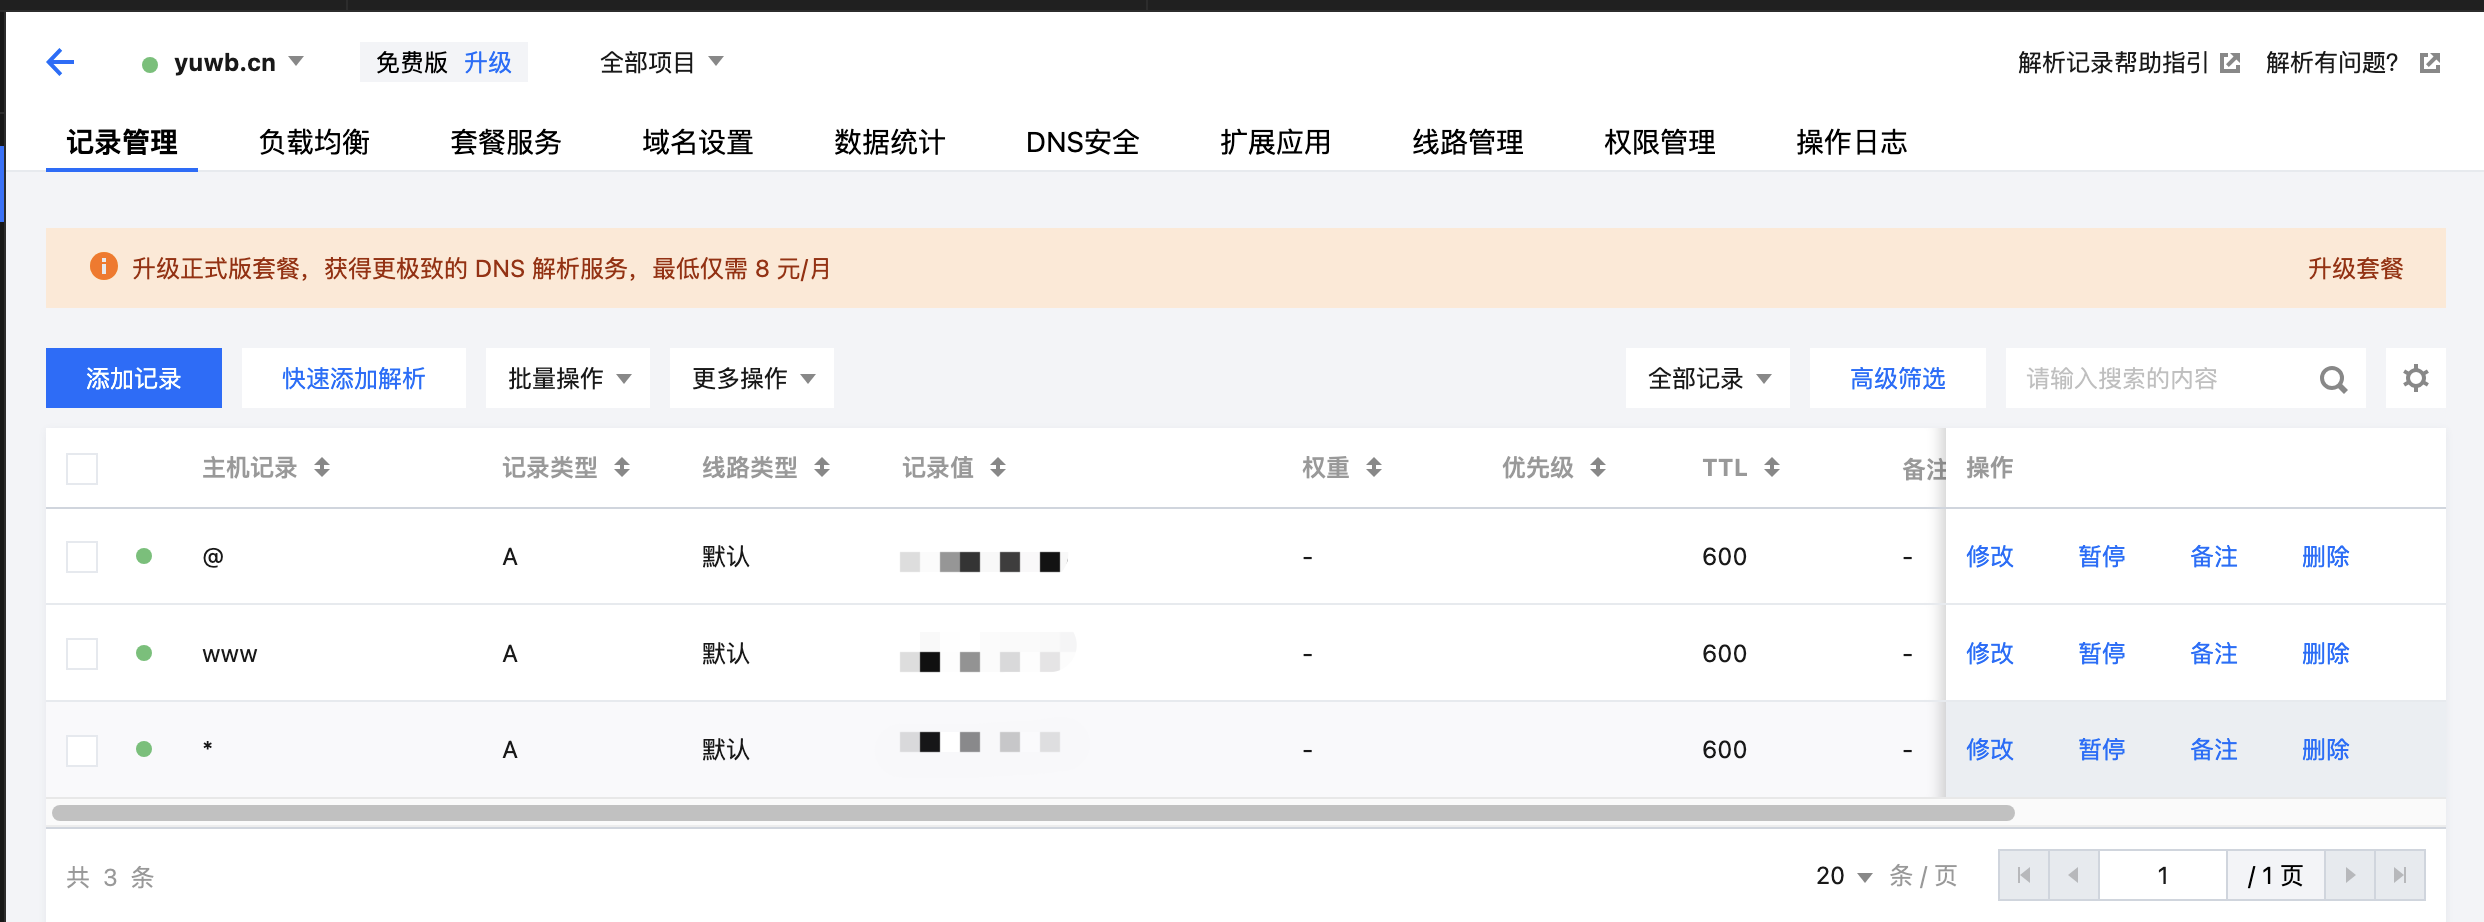 yuwb.cn 免费版 升级 全部项目 解析记录帮助指引 解析有问题?
记录管理 负载均衡 套餐服务 域名设置 数据统计 DNS安全 扩展应用 线路管理 权限管理 操作日志
升级正式版套餐，获得更极致的 DNS 解析服务，最低仅需 8 元/月 升级套餐
添加记录 快速添加解析 批量操作 更多操作 全部记录 高级筛选 请输入搜索的内容
主机记录 记录类型 线路类型 记录值 权重 优先级 TTL 备注 操作
@ A 默认 - 600 - 修改 暂停 备注 删除
www A 默认 - 600 - 修改 暂停 备注 删除
* A 默认 - 600 - 修改 暂停 备注 删除
共 3 条 20 条 / 页 1 / 1 页